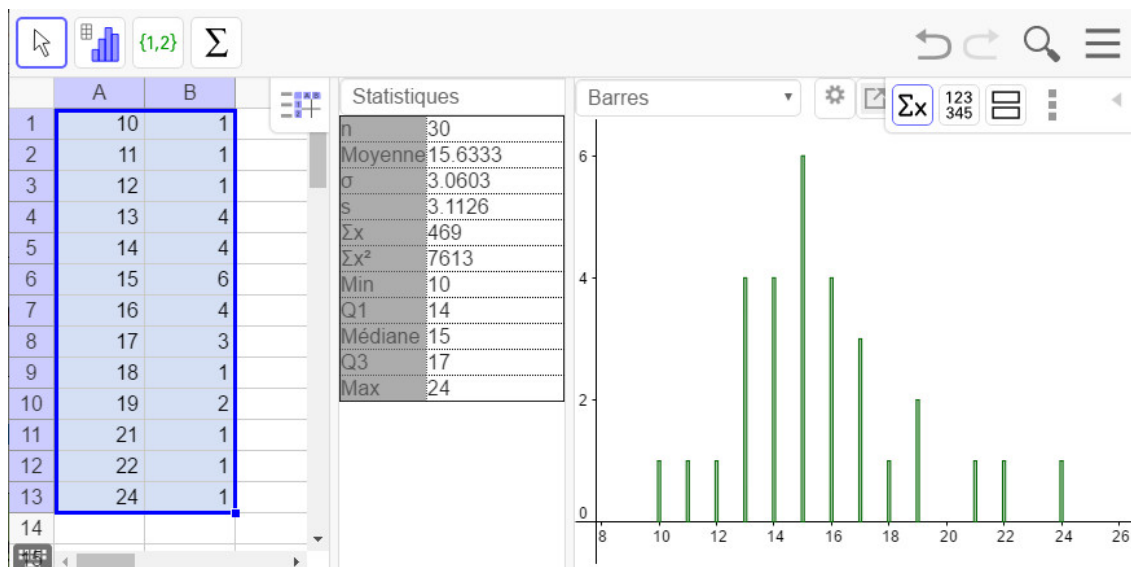 {1,2} Σ
A B
1 10 1
2 11 1
3 12 1
4 13 4
5 14 4
6 15 6
7 16 4
8 17 3
9 18 1
10 19 2
11 21 1
12 22 1
13 24 1
14
15
Statistiques
n 30
Moyenne 15.6333
σ 3.0603
s 3.1126
Σx 469
Σx² 7613
Min 10
Q1 14
Médiane 15
Q3 17
Max 24
Barres
Σx 123
345
6
4
2
0
8 10 12 14 16 18 20 22 24 26